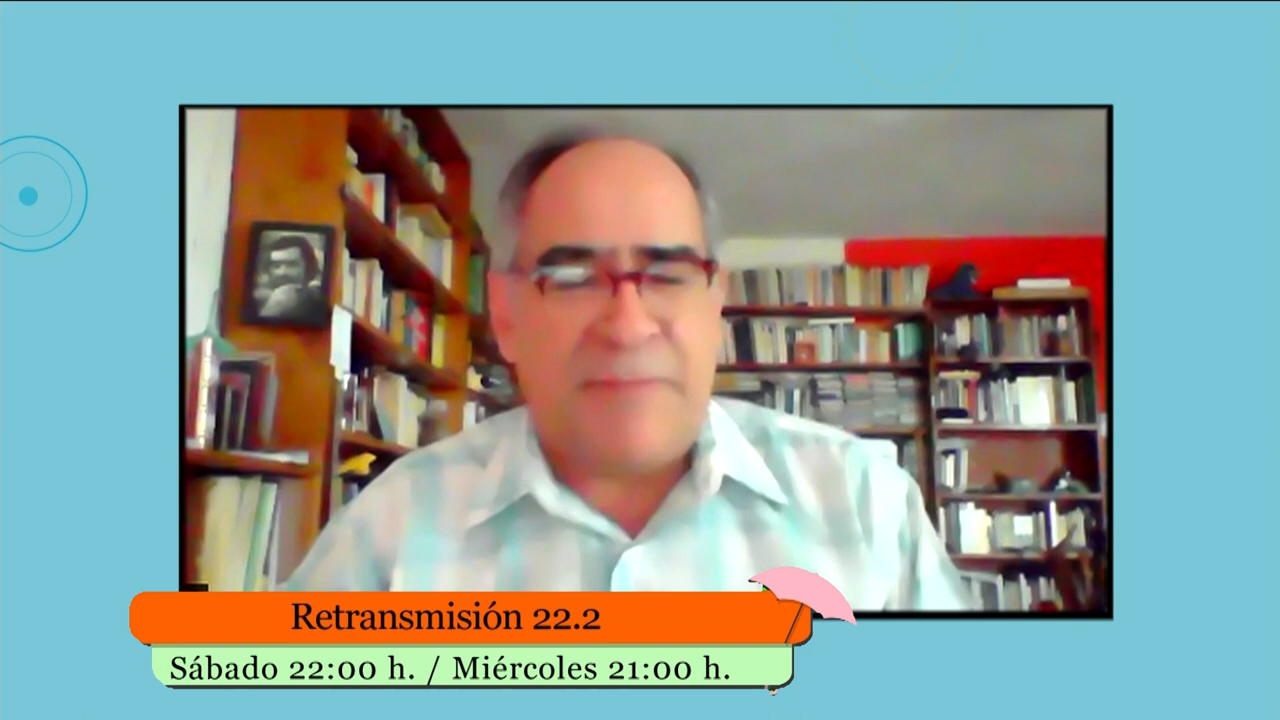 Retransmisión 22.2
Sábado 22:00 h. / Miércoles 21:00 h.